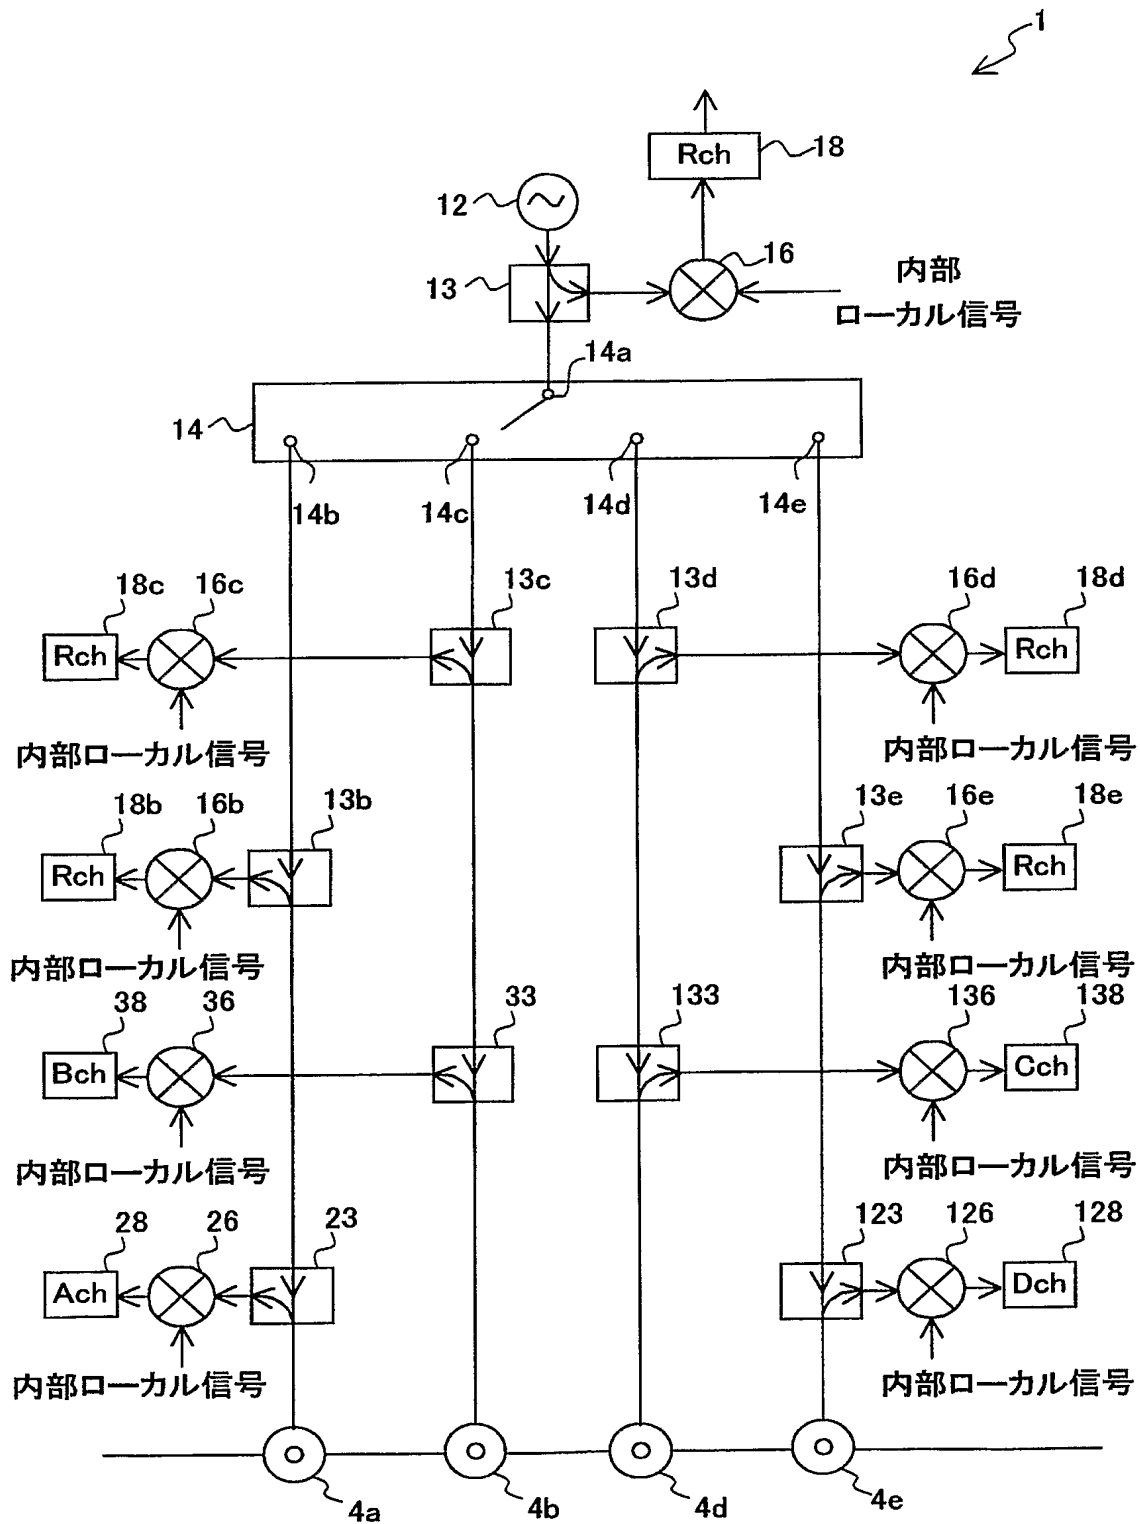 1
Rch
18
12
13
16
内部
ローカル信号
14a
14
14b
14c
14d
14e
18c
16c
13c
13d
16d
18d
Rch
Rch
内部ローカル信号
内部ローカル信号
18b
16b
13b
13e
16e
18e
Rch
Rch
内部ローカル信号
内部ローカル信号
38
36
33
133
136
138
Bch
Cch
内部ローカル信号
内部ローカル信号
28
26
23
123
126
128
Ach
Dch
内部ローカル信号
内部ローカル信号
4a
4b
4d
4e